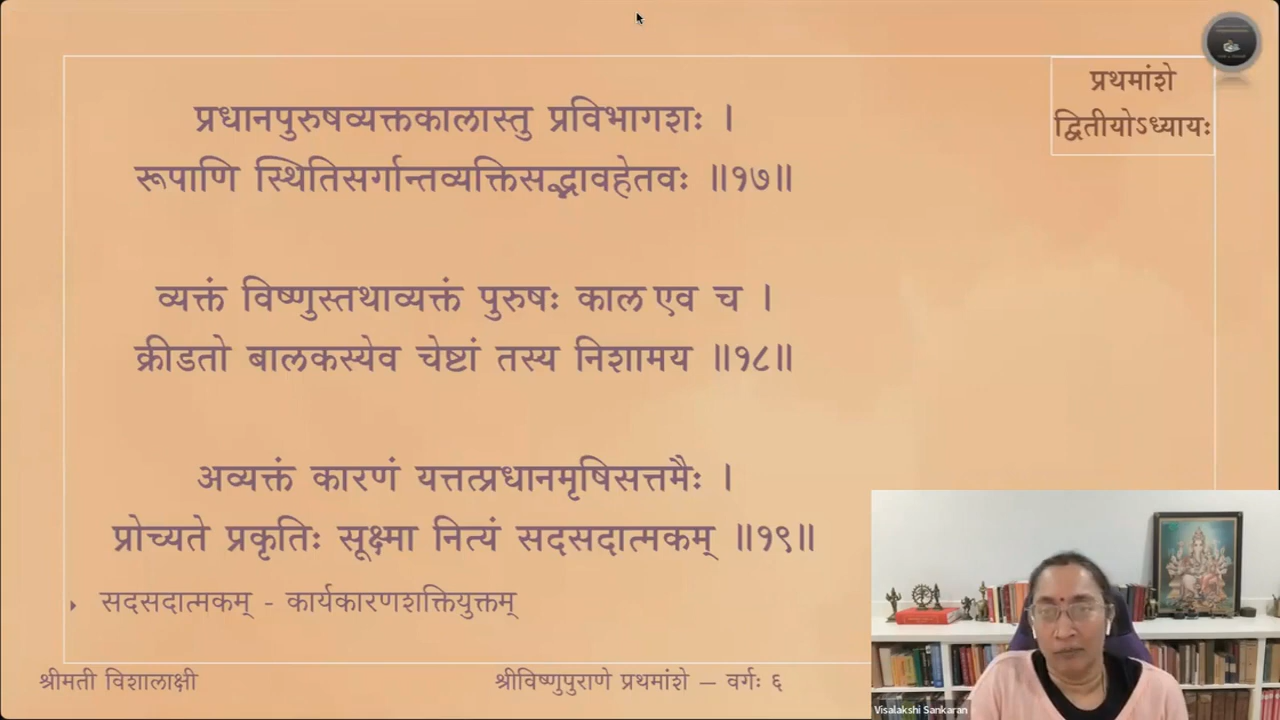 प्रथमांशे
द्वितीयोऽध्यायः
प्रधानपुरुषव्यक्तकालास्तु प्रविभागशः ।
रूपाणि स्थितिसर्गान्तव्यक्तिसद्भावहेतवः ॥१७॥
व्यक्तं विष्णुस्तथाव्यक्तं पुरुषः काल एव च ।
क्रीडतो बालकस्येव चेष्टां तस्य निशामय ॥१८॥
अव्यक्तं कारणं यत्तत्प्रधानमृषिसत्तमैः ।
प्रोच्यते प्रकृतिः सूक्ष्मा नित्यं सदसदात्मकम् ॥१९॥
सदसदात्मकम् - कार्यकारणशक्तियुक्तम्
श्रीमती विशालाक्षी
श्रीविष्णुपुराणे प्रथमांशे – वर्गः ६
Visalakshi Sankaran